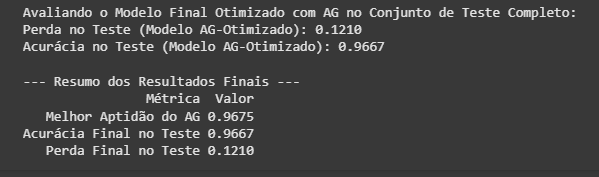 Avaliando o Modelo Final Otimizado com AG no Conjunto de Teste Completo:
Perda no Teste (Modelo AG-Otimizado): 0.1210
Acurácia no Teste (Modelo AG-Otimizado): 0.9667
--- Resumo dos Resultados Finais ---
Métrica Valor
Melhor Aptidão do AG 0.9675
Acurácia Final no Teste 0.9667
Perda Final no Teste 0.1210